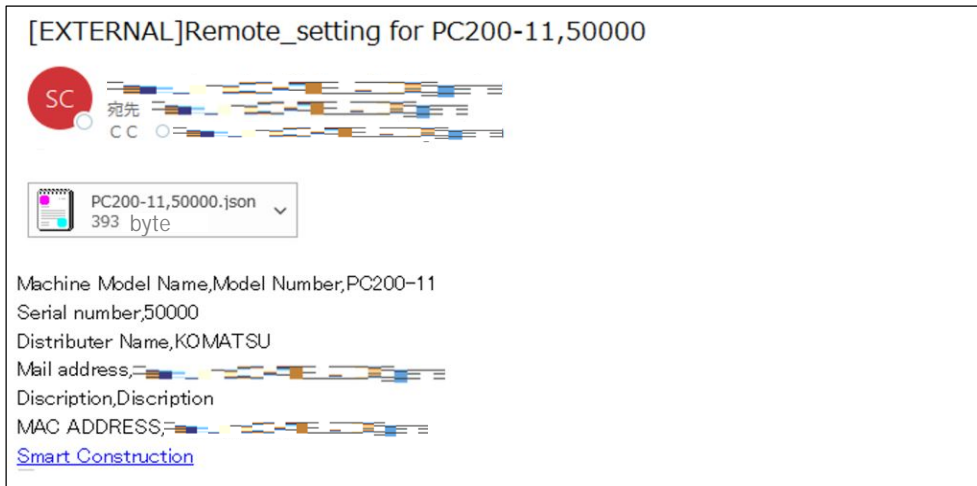 [EXTERNAL]Remote_setting for PC200-11,50000
SC
宛先
C C
PC200-11,50000.json
393 byte
Machine Model Name,Model Number,PC200-11
Serial number,50000
Distributer Name,KOMATSU
Mail address,
Discription,Discription
MAC ADDRESS,
Smart Construction